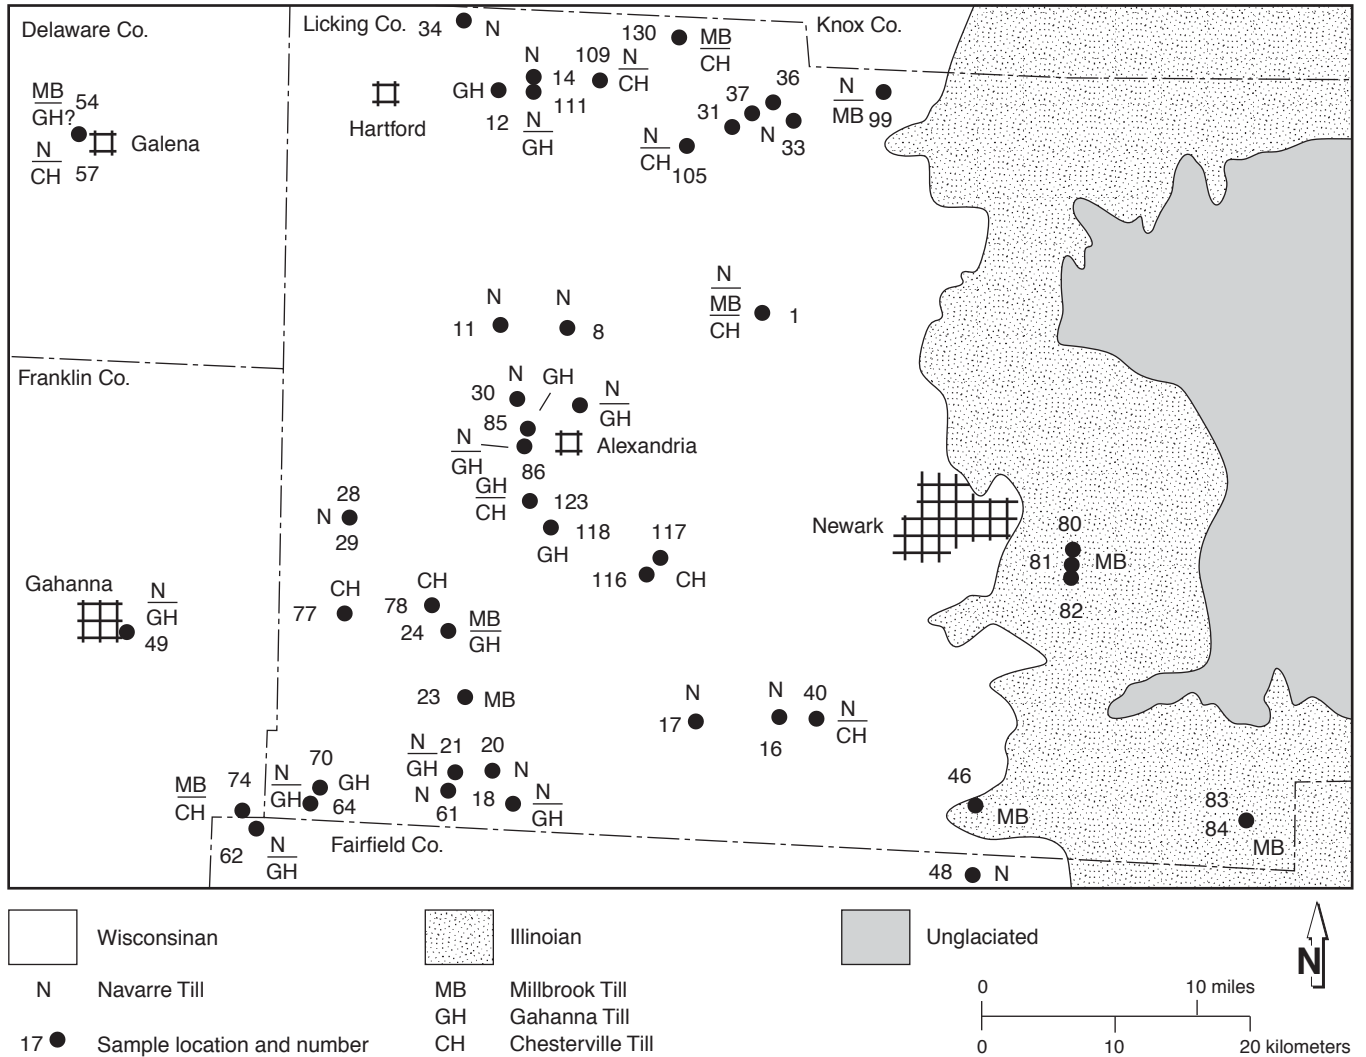 Delaware Co.
Licking Co.
34
N
130
MB
CH
Knox Co.
MB
GH?
54
N
CH
57
Galena
Hartford
GH
12
N
14
111
N
GH
109
N
CH
36
37
31
N
33
N
CH
105
N
MB
99
N
11
N
8
N
MB
CH
1
Franklin Co.
N
30
GH
85
N
GH
86
N
GH
Alexandria
GH
CH
123
118
GH
28
N
29
117
116
CH
Newark
80
81
MB
82
Gahanna
N
GH
49
CH
77
CH
78
24
MB
GH
23
MB
N
17
N
16
40
N
CH
N
GH
21
20
N
N
61
18
N
GH
MB
CH
74
70
N
GH
GH
64
62
N
GH
Fairfield Co.
46
MB
83
84
MB
48
N
Wisconsinan
Illinoian
Unglaciated
N
N
Navarre Till
MB
Millbrook Till
GH
Gahanna Till
17
Sample location and number
CH
Chesterville Till
0
10 miles
0
10
20 kilometers